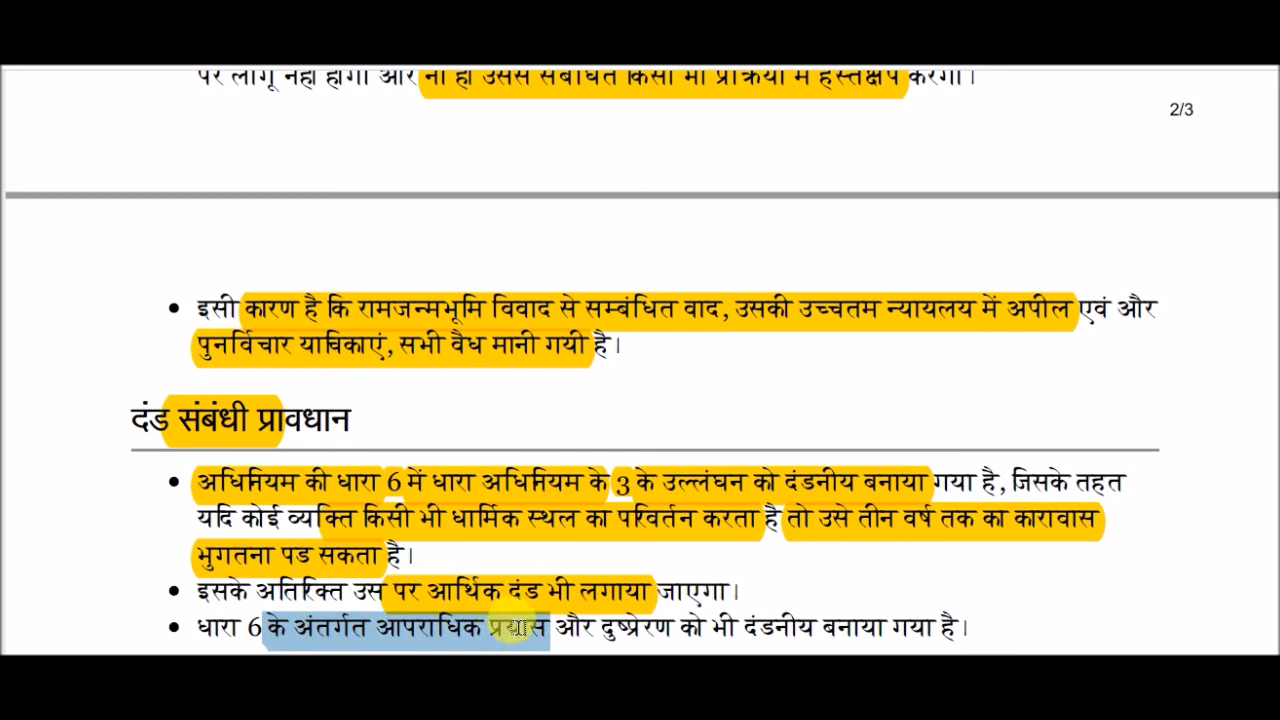 पर लागू नहीं होगा और ना ही उससे संबंधित किसी भी प्रक्रिया में हस्तक्षेप करेगा।
2/3
• इसी कारण है कि रामजन्मभूमि विवाद से सम्बंधित वाद, उसकी उच्चतम न्यायलय में अपील एवं और
पुनर्विचार याचिकाएं, सभी वैध मानी गयी है।
दंड संबंधी प्रावधान
• अधिनियम की धारा 6 में धारा अधिनियम के 3 के उल्लंघन को दंडनीय बनाया गया है, जिसके तहत
यदि कोई व्यक्ति किसी भी धार्मिक स्थल का परिवर्तन करता है तो उसे तीन वर्ष तक का कारावास
भुगतना पड सकता है।
• इसके अतिरिक्त उस पर आर्थिक दंड भी लगाया जाएगा।
• धारा 6 के अंतर्गत आपराधिक प्रयास और दुष्प्रेरण को भी दंडनीय बनाया गया है।